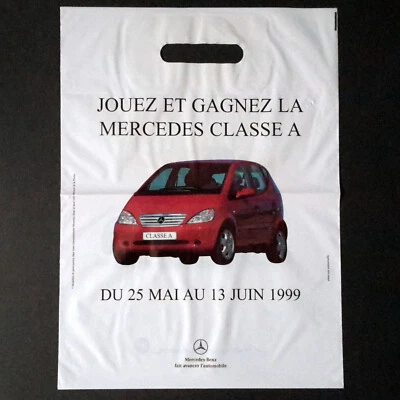 JOUEZ ET GAGNEZ LA
MERCEDES CLASSE A
CLASSE A
DU 25 MAI AU 13 JUIN 1999
Mercedes-Benz
fait avancer l'automobile